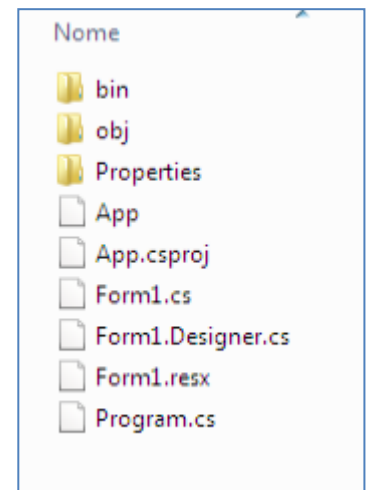 Nome
bin
obj
Properties
App
App.csproj
Form1.cs
Form1.Designer.cs
Form1.resx
Program.cs